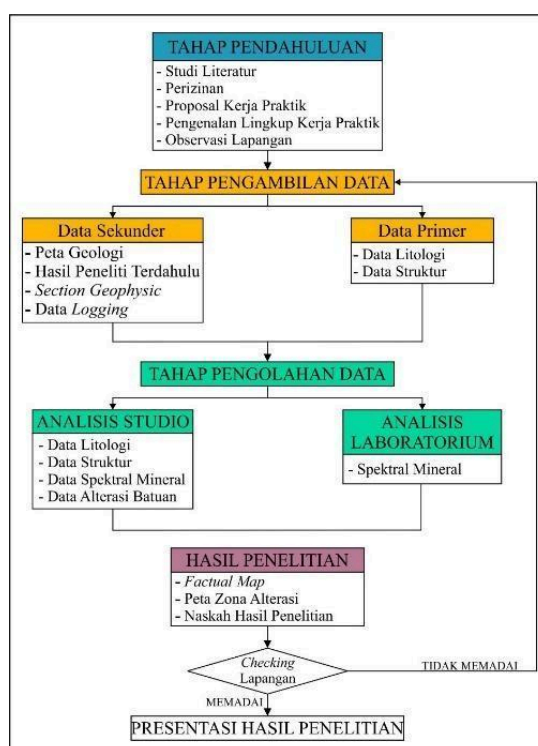 TAHAP PENDAHULUAN
- Studi Literatur
- Perizinan
- Proposal Kerja Praktik
- Pengenalan Lingkup Kerja Praktik
- Observasi Lapangan
TAHAP PENGAMBILAN DATA
Data Sekunder
- Peta Geologi
- Hasil Peneliti Terdahulu
- Section Geophysic
- Data Logging
Data Primer
- Data Litologi
- Data Struktur
TAHAP PENGOLAHAN DATA
ANALISIS STUDIO
- Data Litologi
- Data Struktur
- Data Spektral Mineral
- Data Alterasi Batuan
ANALISIS
LABORATORIUM
- Spektral Mineral
HASIL PENELITIAN
- Factual Map
- Peta Zona Alterasi
- Naskah Hasil Penelitian
Checking
Lapangan
TIDAK MEMADAI
MEMADAI
PRESENTASI HASIL PENELITIAN